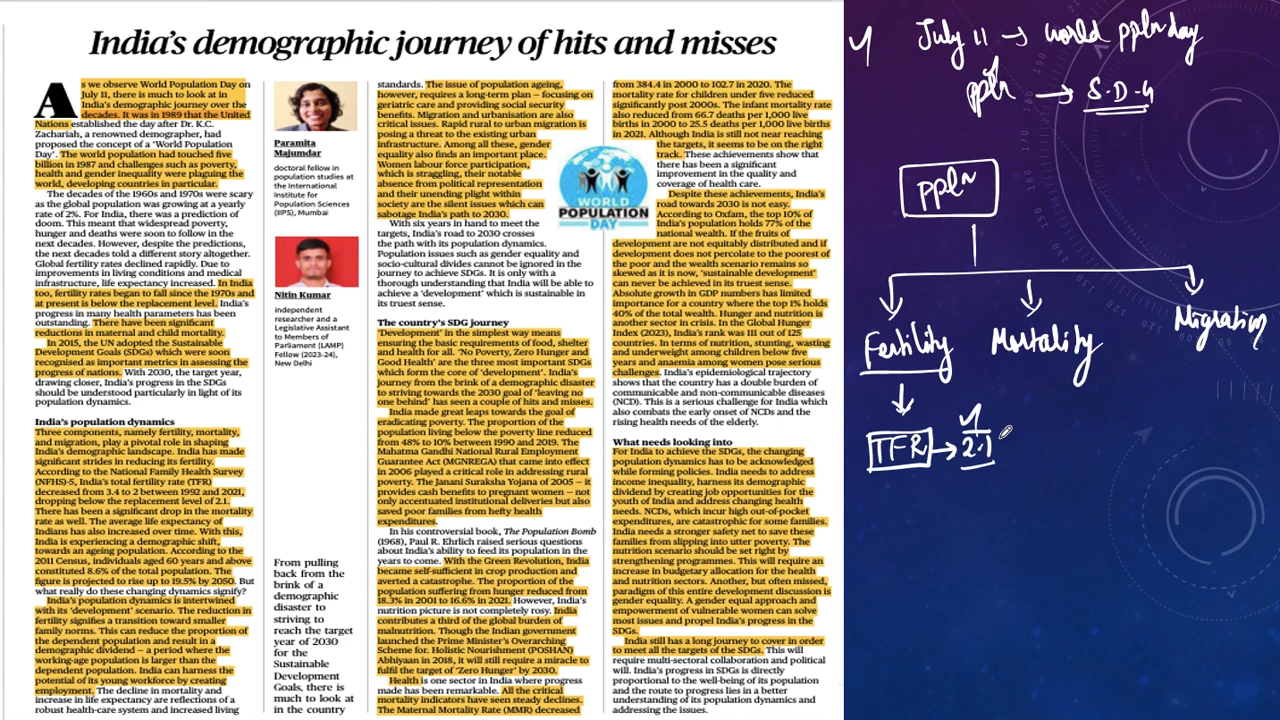 India's demographic journey of hits and misses
As we observe World Population Day on
July 11, there is much to look at in
India's demographic journey over the
decades. It was in 1989 that the United
Nations established the day after Dr. K.C.
Zachariah, a renowned demographer, had
proposed the concept of a 'World Population
Day'. The world population had touched five
billion in 1987 and challenges such as poverty,
health and gender inequality were plaguing the
world, developing countries in particular.
The decades of the 1960s and 1970s were scary
as the global population was growing at a yearly
rate of 2%. For India, there was a prediction of
doom. This meant that widespread poverty,
hunger and deaths were soon to follow in the
next decades. However, despite the predictions,
the next decades told a different story altogether.
Global fertility rates declined rapidly. Due to
improvements in living conditions and medical
infrastructure, life expectancy increased. In India
too, fertility rates began to fall since the 1970s and
at present is below the replacement level. India's
progress in many health parameters has been
outstanding. There have been significant
reductions in maternal and child mortality.
In 2015, the UN adopted the Sustainable
Development Goals (SDGs) which were soon
recognised as important metrics in assessing the
progress of nations. With 2030, the target year,
drawing closer, India's progress in the SDGs
should be understood particularly in light of its
population dynamics.
India's population dynamics
Three components, namely fertility, mortality,
and migration, play a pivotal role in shaping
India's demographic landscape. India has made
significant strides in reducing its fertility.
According to the National Family Health Survey
(NFHS)-5, India's total fertility rate (TFR)
decreased from 3.4 to 2 between 1992 and 2021,
dropping below the replacement level of 2.1.
There has been a significant drop in the mortality
rate as well. The average life expectancy of
Indians has also increased over time. With this,
India is experiencing a demographic shift,
towards an ageing population. According to the
2011 Census, individuals aged 60 years and above
constituted 8.6% of the total population. The
figure is projected to rise up to 19.5% by 2050. But
what really do these changing dynamics signify?
India's population dynamics is intertwined
with its 'development' scenario. The reduction in
fertility signifies a transition toward smaller
family norms. This can reduce the proportion of
the dependent population and result in a
demographic dividend — a period where the
working-age population is larger than the
dependent population. India can harness the
potential of its young workforce by creating
employment. The decline in mortality and
increase in life expectancy are reflections of a
robust health-care system and increased living
Paramita
Majumdar
doctoral fellow in
population studies at
the International
Institute for
Population Sciences
(IIPS), Mumbai
Nitin Kumar
independent
researcher and a
Legislative Assistant
to Members of
Parliament (LAMP)
Fellow (2023-24),
New Delhi
From pulling
back from the
brink of a
demographic
disaster to
striving to
reach the target
year of 2030
for the
Sustainable
Development
Goals, there is
much to look at
in the country
standards. The issue of population ageing,
however, requires a long-term plan — focusing on
geriatric care and providing social security
benefits. Migration and urbanisation are also
critical issues. Rapid rural to urban migration is
posing a threat to the existing urban
infrastructure. Among all these, gender
equality also finds an important place.
Women labour force participation,
which is straggling, their notable
absence from political representation
and their unending plight within
society are the silent issues which can
sabotage India's path to 2030.
With six years in hand to meet the
targets, India's road to 2030 crosses
the path with its population dynamics.
Population issues such as gender equality and
socio-cultural divides cannot be ignored in the
journey to achieve SDGs. It is only with a
thorough understanding that India will be able to
achieve a 'development' which is sustainable in
its truest sense.
The country's SDG journey
'Development' in the simplest way means
ensuring the basic requirements of food, shelter
and health for all. 'No Poverty, Zero Hunger and
Good Health' are the three most important SDGs
which form the core of 'development'. India's
journey from the brink of a demographic disaster
to striving towards the 2030 goal of 'leaving no
one behind' has seen a couple of hits and misses.
India made great leaps towards the goal of
eradicating poverty. The proportion of the
population living below the poverty line reduced
from 48% to 10% between 1990 and 2019. The
Mahatma Gandhi National Rural Employment
Guarantee Act (MGNREGA) that came into effect
in 2006 played a critical role in addressing rural
poverty. The Janani Suraksha Yojana of 2005 — it
provides cash benefits to pregnant women — not
only accentuated institutional deliveries but also
saved poor families from hefty health
expenditures.
In his controversial book, The Population Bomb
(1968), Paul R. Ehrlich raised serious questions
about India's ability to feed its population in the
years to come. With the Green Revolution, India
became self-sufficient in crop production and
averted a catastrophe. The proportion of the
population suffering from hunger reduced from
18.3% in 2001 to 16.6% in 2021. However, India's
nutrition picture is not completely rosy. India
contributes a third of the global burden of
malnutrition. Though the Indian government
launched the Prime Minister's Overarching
Scheme for. Holistic Nourishment (POSHAN)
Abhiyaan in 2018, it will still require a miracle to
fulfil the target of 'Zero Hunger' by 2030.
Health is one sector in India where progress
made has been remarkable. All the critical
mortality indicators have seen steady declines.
The Maternal Mortality Rate (MMR) decreased
WORLD
POPULATION
DAY
from 384.4 in 2000 to 102.7 in 2020. The
mortality rate for children under five reduced
significantly post 2000s. The infant mortality rate
also reduced from 66.7 deaths per 1,000 live
births in 2000 to 25.5 deaths per 1,000 live births
in 2021. Although India is still not near reaching
the targets, it seems to be on the right
track. These achievements show that
there has been a significant
improvement in the quality and
coverage of health care.
Despite these achievements, India's
road towards 2030 is not easy.
According to Oxfam, the top 10% of
India's population holds 77% of the
national wealth. If the fruits of
development are not equitably distributed and if
development does not percolate to the poorest of
the poor and the wealth scenario remains so
skewed as it is now, 'sustainable development'
can never be achieved in its truest sense.
Absolute growth in GDP numbers has limited
importance for a country where the top 1% holds
40% of the total wealth. Hunger and nutrition is
another sector in crisis. In the Global Hunger
Index (2023), India's rank was 111 out of 125
countries. In terms of nutrition, stunting, wasting
and underweight among children below five
years and anaemia among women pose serious
challenges. India's epidemiological trajectory
shows that the country has a double burden of
communicable and non-communicable diseases
(NCD). This is a serious challenge for India which
also combats the early onset of NCDs and the
rising health needs of the elderly.
What needs looking into
For India to achieve the SDGs, the changing
population dynamics has to be acknowledged
while forming policies. India needs to address
income inequality, harness its demographic
dividend by creating job opportunities for the
youth of India and address changing health
needs. NCDs, which incur high out-of-pocket
expenditures, are catastrophic for some families.
India needs a stronger safety net to save these
families from slipping into utter poverty. The
nutrition scenario should be set right by
strengthening programmes. This will require an
increase in budgetary allocation for the health
and nutrition sectors. Another, but often missed,
paradigm of this entire development discussion is
gender equality. A gender equal approach and
empowerment of vulnerable women can solve
most issues and propel India's progress in the
SDGs.
India still has a long journey to cover in order
to meet all the targets of the SDGs. This will
require multi-sectoral collaboration and political
will. India's progress in SDGs is directly
proportional to the well-being of its population
and the route to progress lies in a better
understanding of its population dynamics and
addressing the issues.
July 11 → world ppln day
ppln → S.D.G
ppln
Fertility Mortality Migration
TFR → 2.1